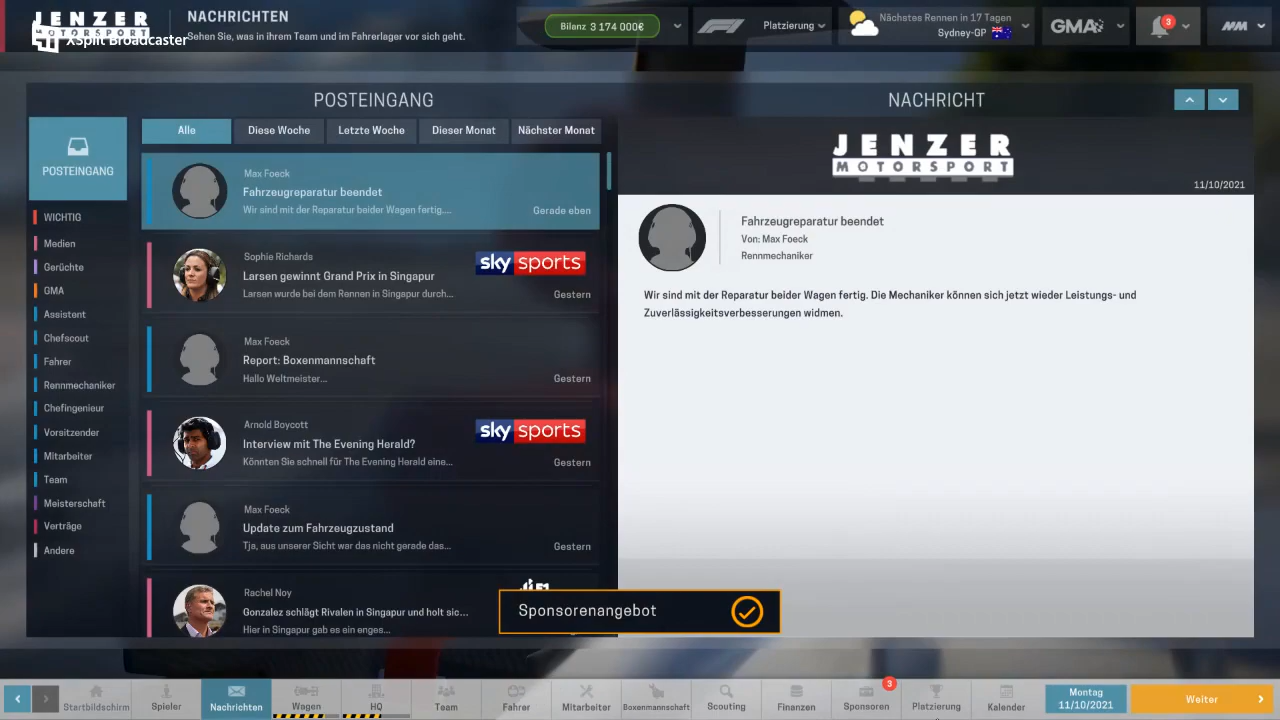 JENZER
MOTORSPORT
XSplit Broadcaster
NACHRICHTEN
Sehen Sie, was in ihrem Team und im Fahrerlager vor sich geht.
Bilanz 3 174 000€
Platzierung
Nächstes Rennen in 17 Tagen
Sydney-GP
GMA
3
POSTEINGANG
NACHRICHT
POSTEINGANG
WICHTIG
Medien
Gerüchte
GMA
Assistent
Chefscout
Fahrer
Rennmechaniker
Chefingenieur
Vorsitzender
Mitarbeiter
Team
Meisterschaft
Verträge
Andere
Alle
Diese Woche
Letzte Woche
Dieser Monat
Nächster Monat
Max Foeck
Fahrzeugreparatur beendet
Wir sind mit der Reparatur beider Wagen fertig....
Gerade eben
Sophie Richards
Larsen gewinnt Grand Prix in Singapur
Larsen wurde bei dem Rennen in Singapur durch...
sky sports
Gestern
Max Foeck
Report: Boxenmannschaft
Hallo Weltmeister...
Gestern
Arnold Boycott
Interview mit The Evening Herald?
Könnten Sie schnell für The Evening Herald eine...
sky sports
Gestern
Max Foeck
Update zum Fahrzeugzustand
Tja, aus unserer Sicht war das nicht gerade das...
Gestern
Rachel Noy
Gonzalez schlägt Rivalen in Singapur und holt sic...
Hier in Singapur gab es ein enges...
JENZER
MOTORSPORT
11/10/2021
Fahrzeugreparatur beendet
Von: Max Foeck
Rennmechaniker
Wir sind mit der Reparatur beider Wagen fertig. Die Mechaniker können sich jetzt wieder Leistungs- und
Zuverlässigkeitsverbesserungen widmen.
Sponsorenangebot
Startbildschirm
Spieler
Nachrichten
Wagen
HQ
Team
Fahrer
Mitarbeiter
Boxenmannschaft
Scouting
Finanzen
3
Sponsoren
Platzierung
Kalender
Montag
11/10/2021
Weiter